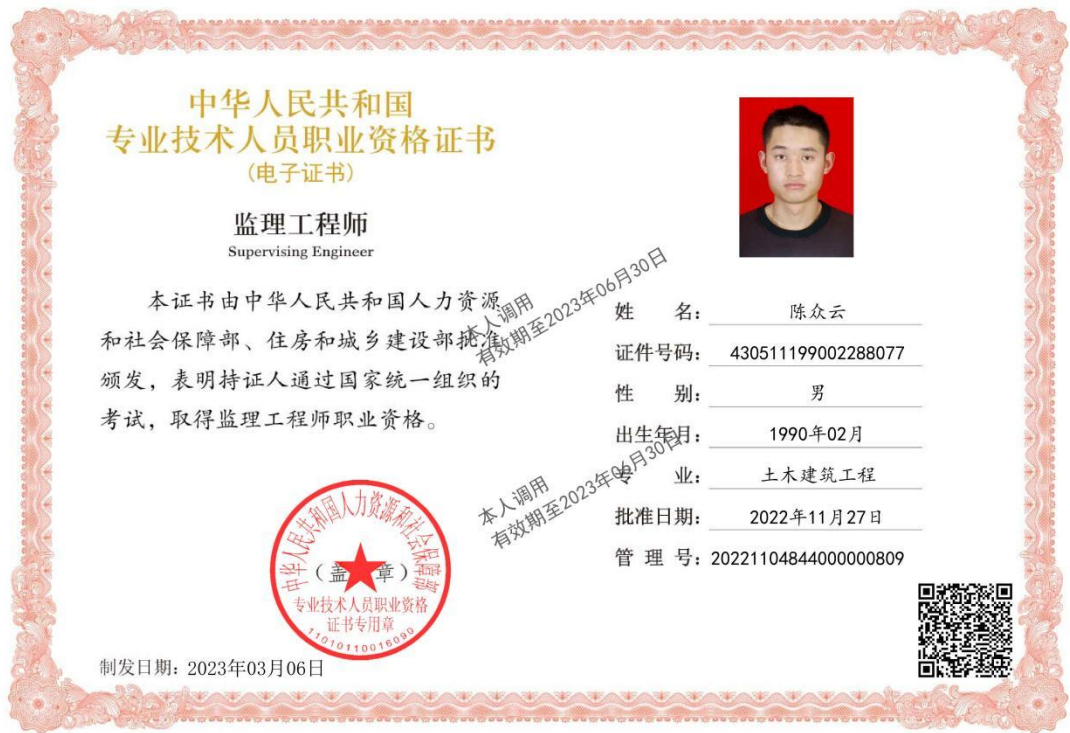 中华人民共和国
专业技术人员职业资格证书
（电子证书）
监理工程师
Supervising Engineer
本证书由中华人民共和国人力资源
和社会保障部、住房和城乡建设部批准
颁发，表明持证人通过国家统一组织的
考试，取得监理工程师职业资格。
本人调用
有效期至2023年06月30日
姓 名：陈众云
证件号码：430511199002288077
性 别：男
出生年月：1990年02月
专 业：土木建筑工程
批准日期：2022年11月27日
管 理 号：20221104844000000809
本人调用
有效期至2023年06月30日
中华人民共和国人力资源和社会保障部
（盖 章）
专业技术人员职业资格
证书专用章
11010110016090
制发日期：2023年03月06日